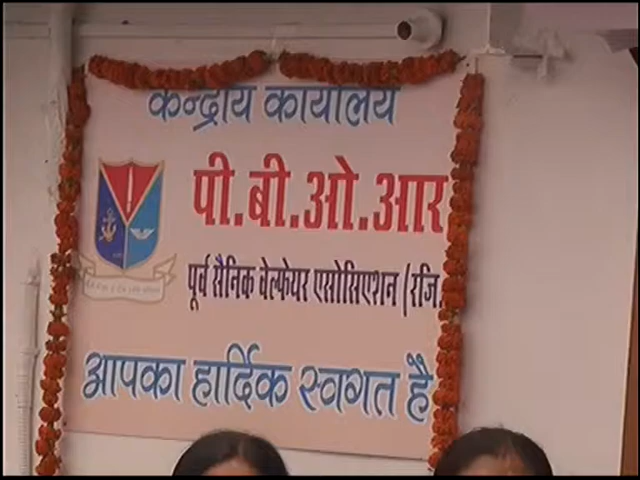 केन्द्रीय कार्यालय
पी.बी.ओ.आर
पूर्व सैनिक वेल्फेयर एसोसिएशन (रजि.
आपका हार्दिक स्वगत है